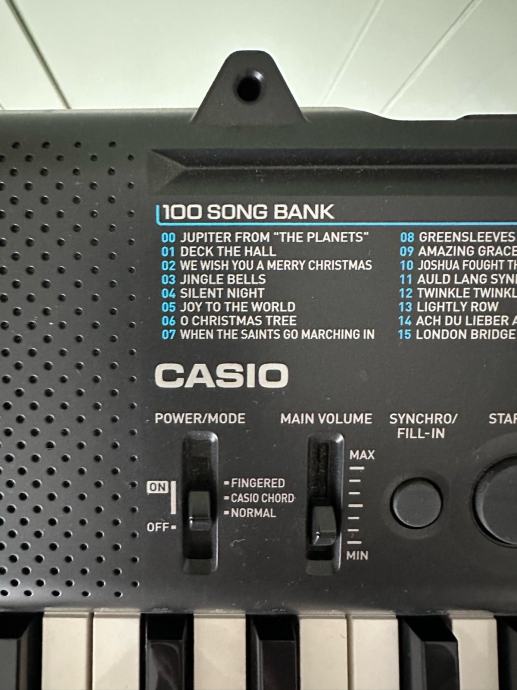 100 SONG BANK
00 JUPITER FROM "THE PLANETS"
01 DECK THE HALL
02 WE WISH YOU A MERRY CHRISTMAS
03 JINGLE BELLS
04 SILENT NIGHT
05 JOY TO THE WORLD
06 O CHRISTMAS TREE
07 WHEN THE SAINTS GO MARCHING IN
08 GREENSLEEVES
09 AMAZING GRACE
10 JOSHUA FOUGHT
11 AULD LANG
12 TWINKLE
13 LIGHTLY ROW
14 ACH DU LIEBER
15 LONDON BRIDGE
CASIO
POWER/MODE
ON
OFF
FINGERED
CASIO CHORD
NORMAL
MAIN VOLUME
MAX
MIN
SYNCHRO/
FILL-IN